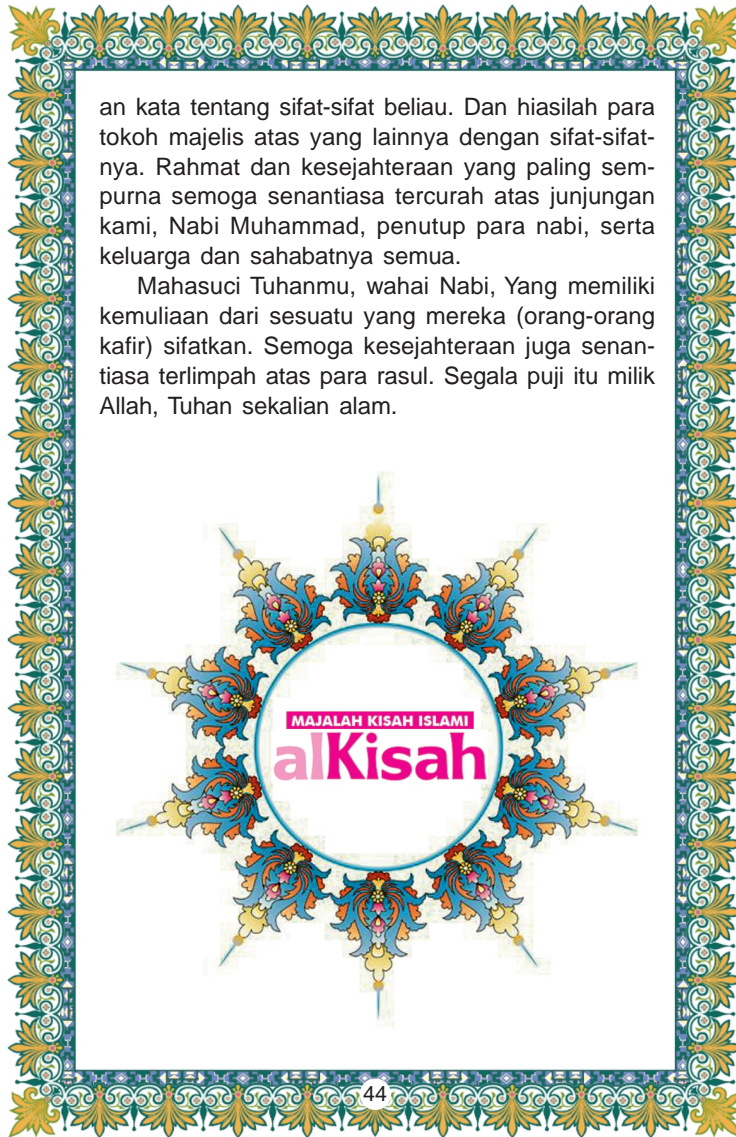 an kata tentang sifat-sifat beliau. Dan hiasilah para
tokoh majelis atas yang lainnya dengan sifat-sifat-
nya. Rahmat dan kesejahteraan yang paling sem-
purna semoga senantiasa tercurah atas junjungan
kami, Nabi Muhammad, penutup para nabi, serta
keluarga dan sahabatnya semua.
Mahasuci Tuhanmu, wahai Nabi, Yang memiliki
kemuliaan dari sesuatu yang mereka (orang-orang
kafir) sifatkan. Semoga kesejahteraan juga senan-
tiasa terlimpah atas para rasul. Segala puji itu milik
Allah, Tuhan sekalian alam.
MAJALAH KISAH ISLAMI
alKisah
44